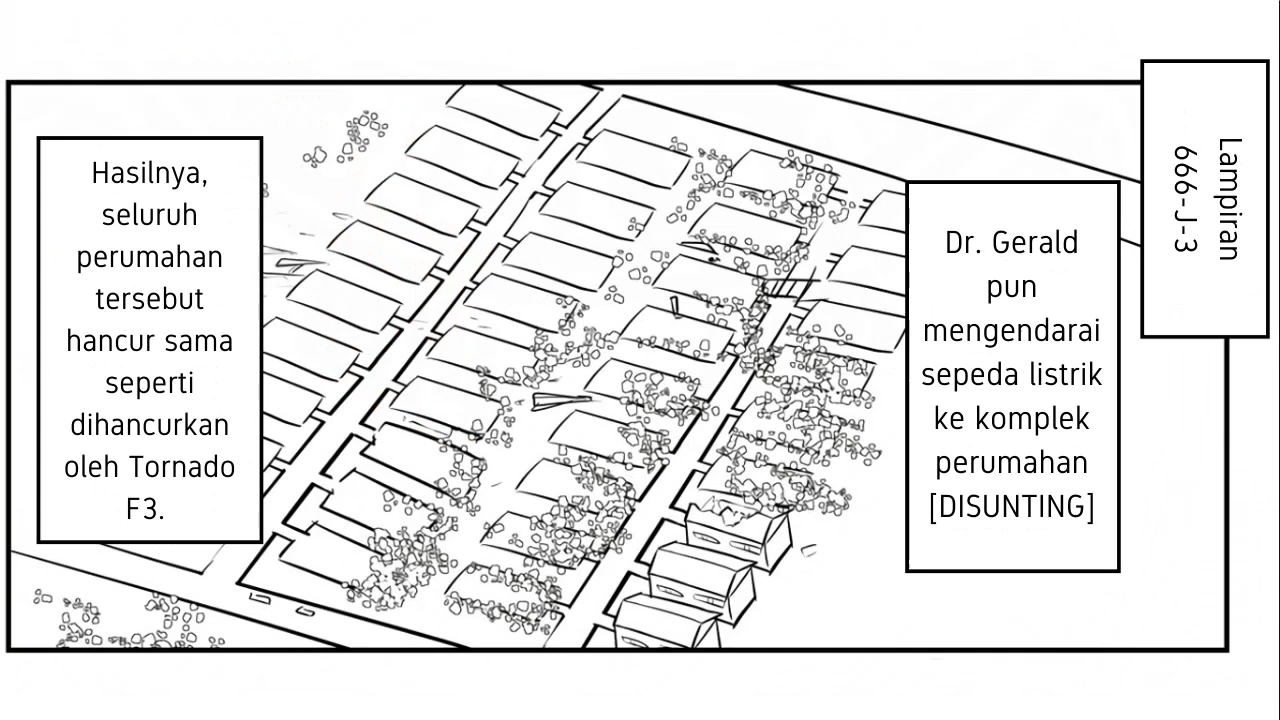 Lampiran
666-J-3
Dr. Gerald
pun
mengendarai
sepeda listrik
ke komplek
perumahan
[DISUNTING]
Hasilnya,
seluruh
perumahan
tersebut
hancur sama
seperti
dihancurkan
oleh Tornado
F3.